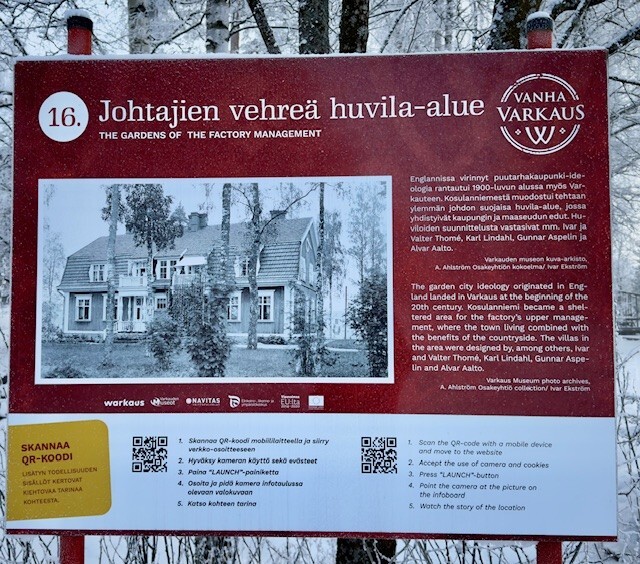 16.
Johtajien vehreä huvila-alue
THE GARDENS OF THE FACTORY MANAGEMENT
VANHA
VARKAUS
Englannissa virinnyt puutarhakaupunki-ide-
ologia rantautui 1900-luvun alussa myös Var-
kauteen. Kosulanniemestä muodostui tehtaan
ylemmän johdon suojaisa huvila-alue, jossa
yhdistyivät kaupungin ja maaseudun edut. Hu-
viloiden suunnittelusta vastasivat mm. Ivar ja
Valter Thomé, Karl Lindahl, Gunnar Aspelin ja
Alvar Aalto.
Varkauden museon kuva-arkisto,
A. Ahlström Osakeyhtiön kokoelma/ Ivar Ekström
The garden city ideology originated in Eng-
land landed in Varkaus at the beginning of the
20th century. Kosulanniemi became a shel-
tered area for the factory's upper manage-
ment, where the town living combined with
the benefits of the countryside. The villas in
the area were designed by, among others, Ivar
and Valter Thomé, Karl Lindahl, Gunnar Aspe-
lin and Alvar Aalto.
Varkaus Museum photo archives,
A. Ahlström Osakeyhtiö collection/ Ivar Ekström
varkaus
Varkauden
Museot
NAVITAS
Elinkeino-, liikenne- ja
ympäristökeskus
Vipuvoimaa
EU:lta
2014-2020
SKANNAA
QR-KOODI
LISÄTYN TODELLISUUDEN
SISÄLLÖT KERTOVAT
KIEHTOVAA TARINAA
KOHTEESTA.
1. Skannaa QR-koodi mobiililaitteella ja siirry
verkko-osoitteeseen
2. Hyväksy kameran käyttö sekä evästeet
3. Paina "LAUNCH"-painiketta
4. Osoita ja pidä kamera infotaulussa
olevaan valokuvaan
5. Katso kohteen tarina
1. Scan the QR-code with a mobile device
and move to the website
2. Accept the use of camera and cookies
3. Press "LAUNCH"-button
4. Point the camera at the picture on
the infoboard
5. Watch the story of the location